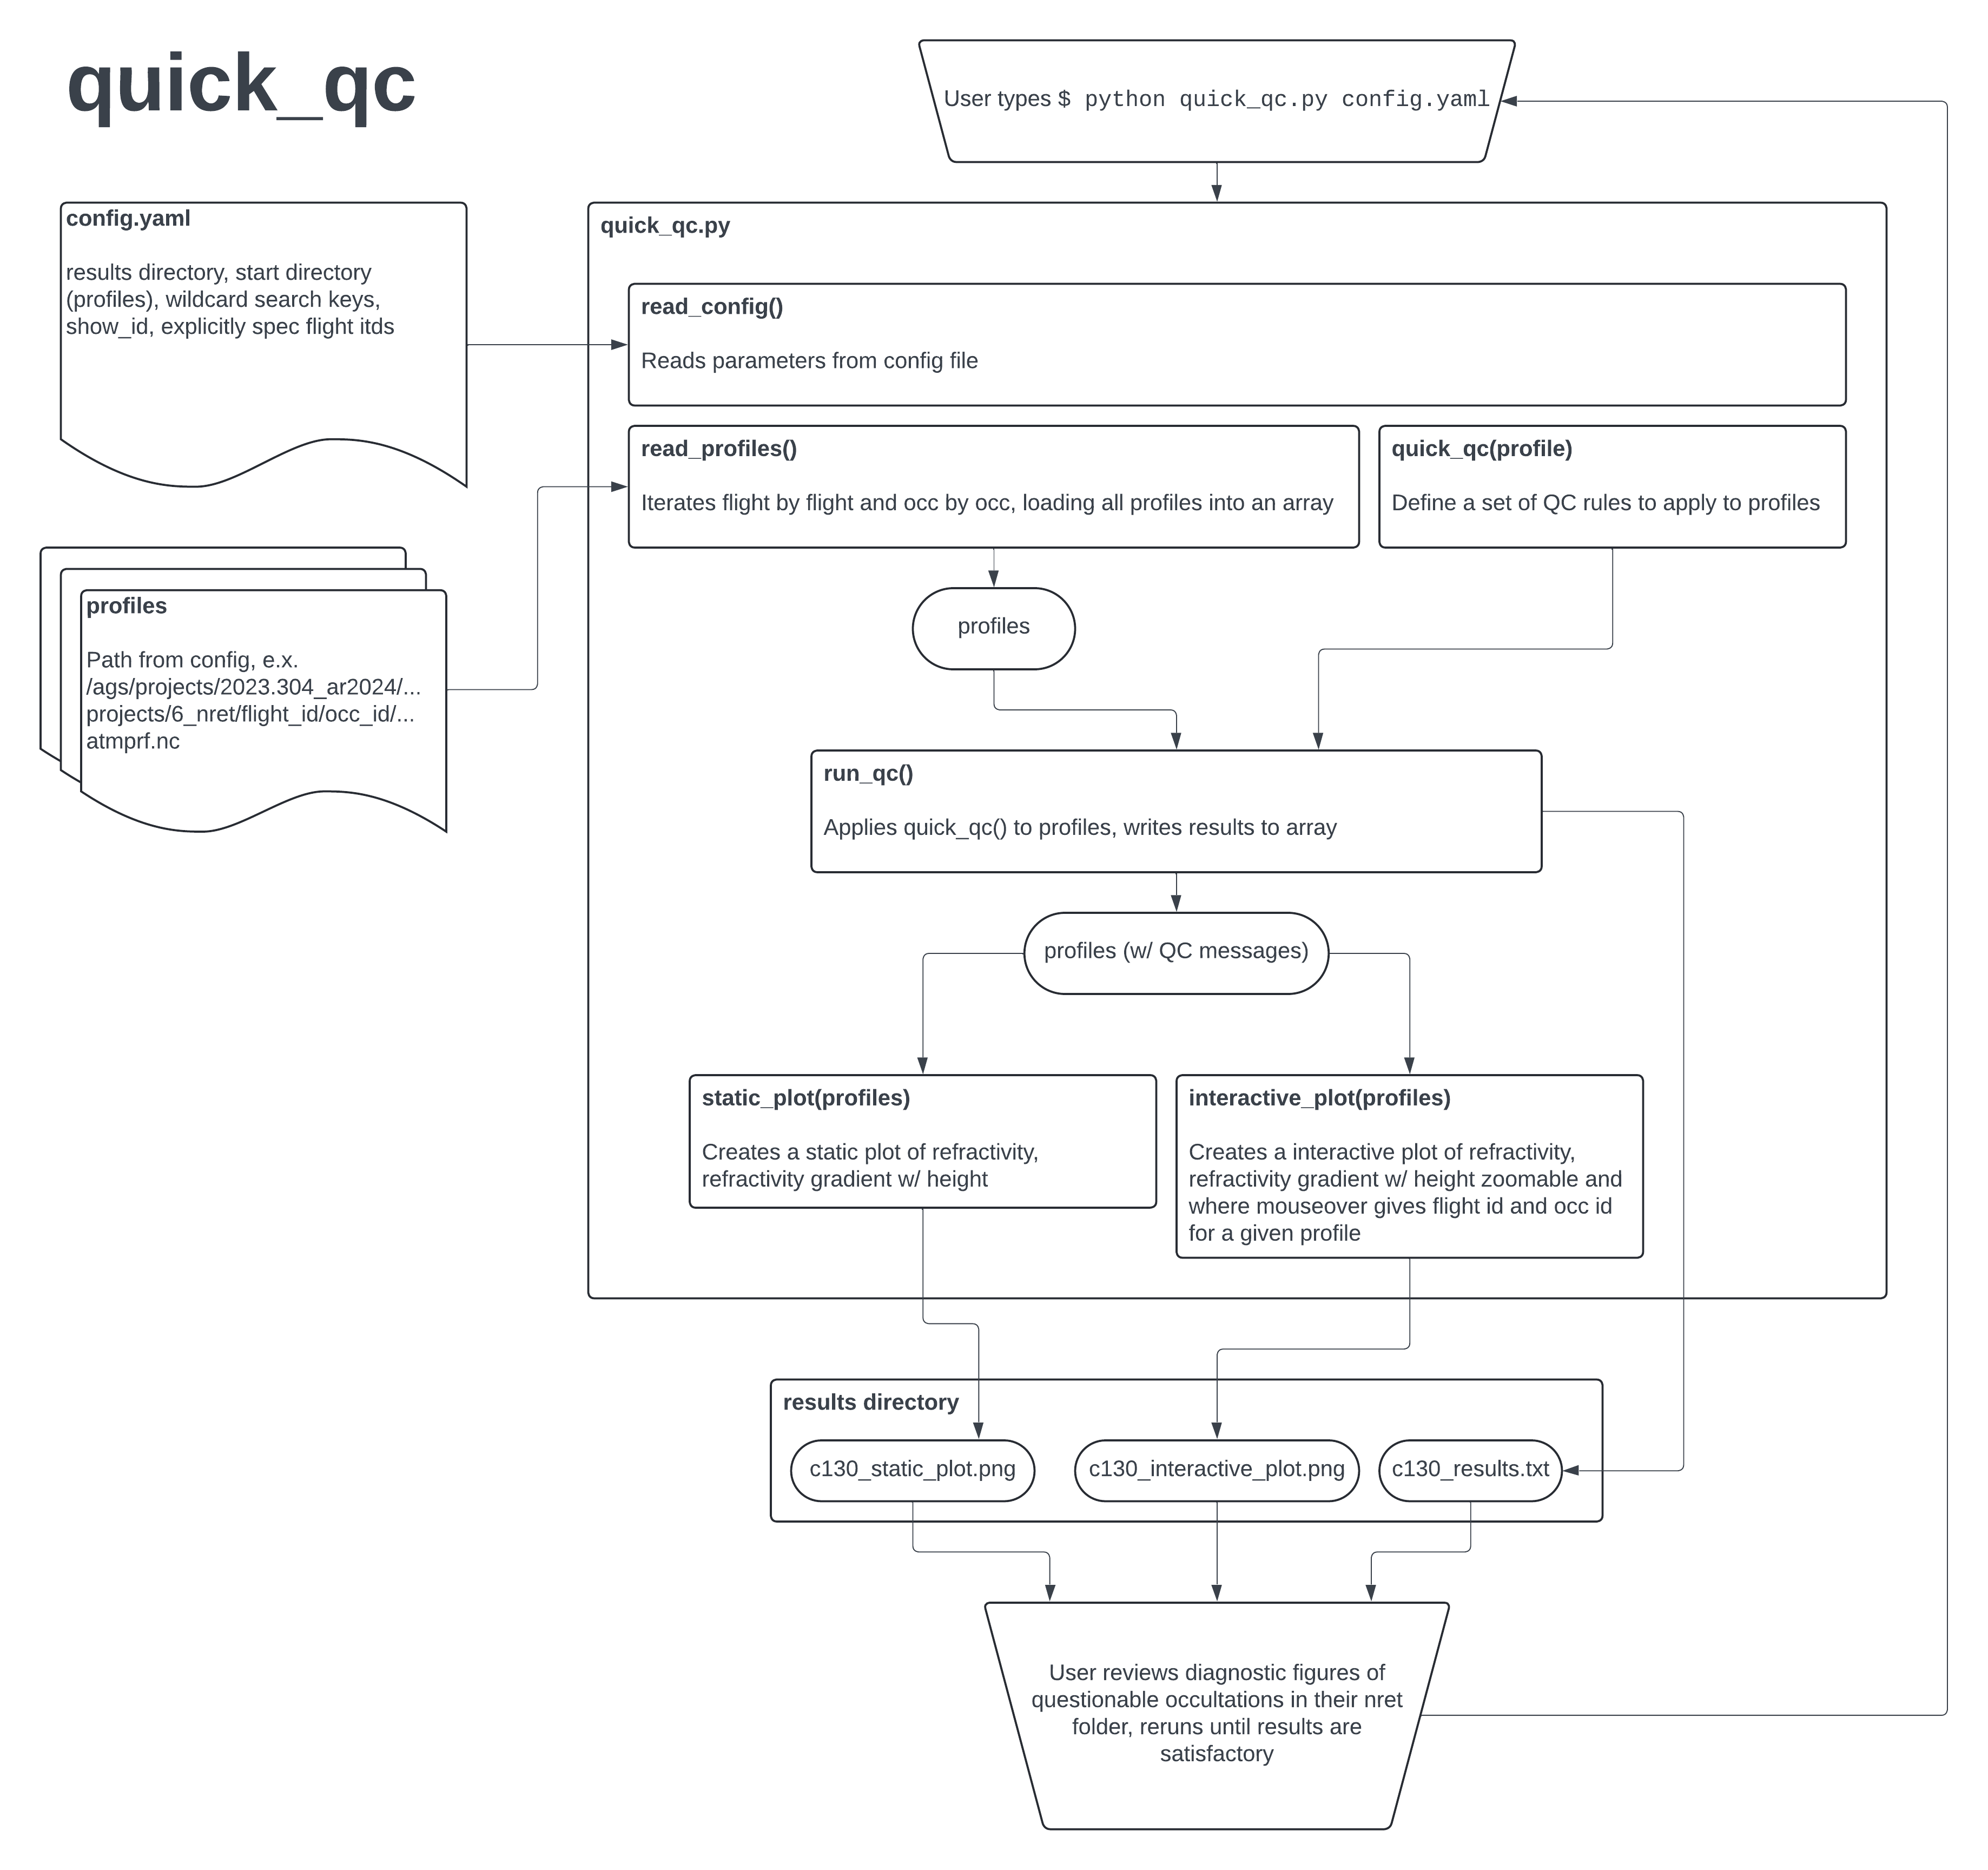 quick_qc
User types $ python quick_qc.py config.yaml
config.yaml
results directory, start directory
(profiles), wildcard search keys,
show_id, explicitly spec flight itds
profiles
Path from config, e.x.
/ags/projects/2023.304_ar2024/...
projects/6_nret/flight_id/occ_id/...
atmprf.nc
quick_qc.py
read_config()
Reads parameters from config file
read_profiles()
Iterates flight by flight and occ by occ, loading all profiles into an array
quick_qc(profile)
Define a set of QC rules to apply to profiles
profiles
run_qc()
Applies quick_qc() to profiles, writes results to array
profiles (w/ QC messages)
static_plot(profiles)
Creates a static plot of refractivity,
refractivity gradient w/ height
interactive_plot(profiles)
Creates a interactive plot of refractivity,
refractivity gradient w/ height zoomable and
where mouseover gives flight id and occ id
for a given profile
results directory
c130_static_plot.png
c130_interactive_plot.png
c130_results.txt
User reviews diagnostic figures of
questionable occultations in their nret
folder, reruns until results are
satisfactory